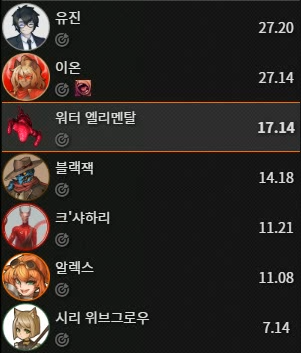 유진
27.20
이온
27.14
워터 엘리멘탈
17.14
블랙잭
14.18
크'샤하리
11.21
알렉스
11.08
시리 위브그로우
7.14